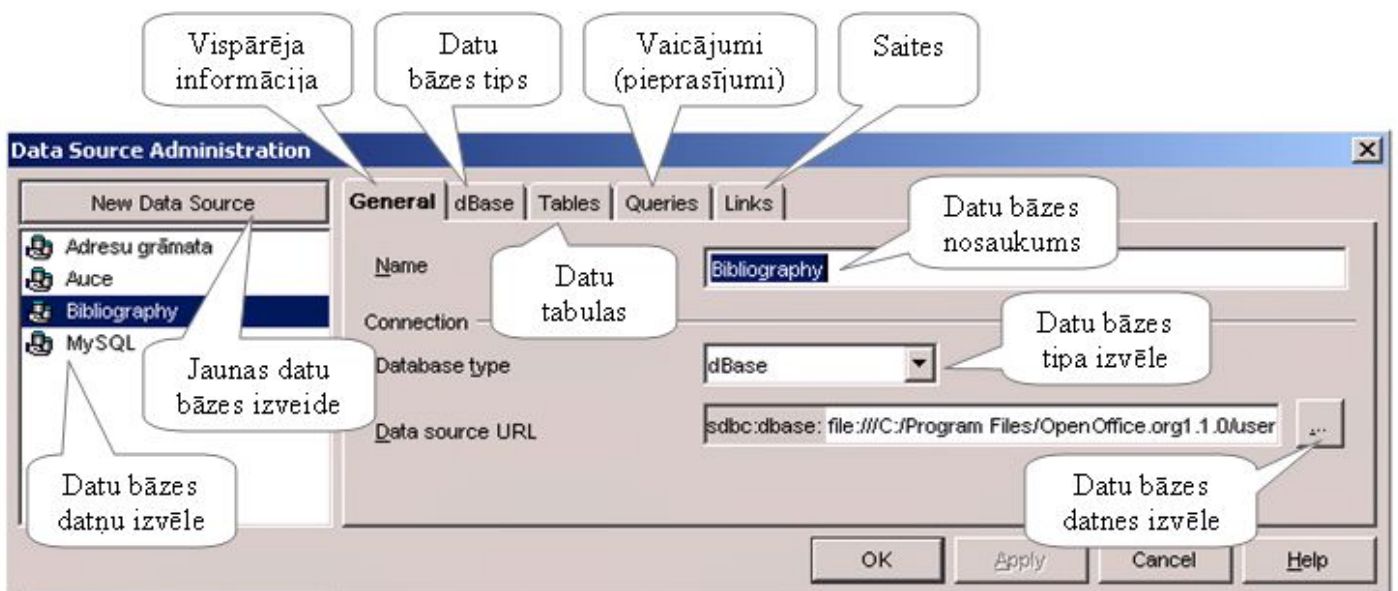 Vispārēja
informācija
Datu
bāzes tips
Vaicājumi
(pieprasījumi)
Saites
Data Source Administration
New Data Source
Adresu grāmata
Auce
Bibliography
MySQL
General
dBase
Tables
Queries
Links
Datu bāzes
nosaukums
Name
Bibliography
Datu
tabulas
Connection
Datu bāzes
tipa izvēle
Database type
dBase
Jaunas datu
bāzes izveide
Data source URL
sdbc:dbase: file:///C:/Program Files/OpenOffice.org1.1.0/user
...
Datu bāzes
datņu izvēle
Datu bāzes
datnes izvēle
OK
Apply
Cancel
Help